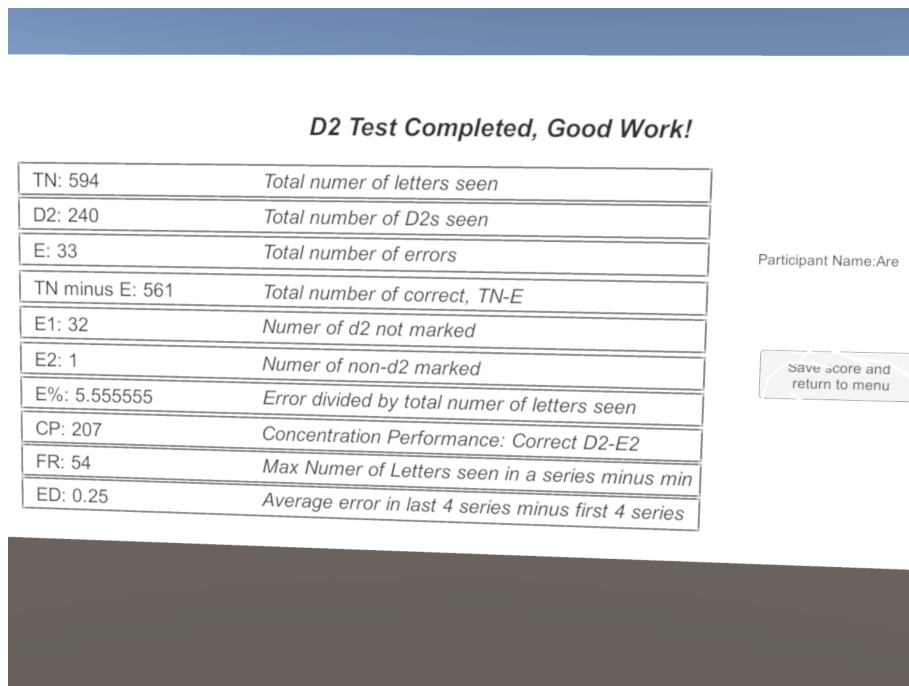 D2 Test Completed, Good Work!
TN: 594 Total numer of letters seen
D2: 240 Total number of D2s seen
E: 33 Total number of errors
TN minus E: 561 Total number of correct, TN-E
E1: 32 Numer of d2 not marked
E2: 1 Numer of non-d2 marked
E%: 5.555555 Error divided by total numer of letters seen
CP: 207 Concentration Performance: Correct D2-E2
FR: 54 Max Numer of Letters seen in a series minus min
ED: 0.25 Average error in last 4 series minus first 4 series
Participant Name:Are
Save score and
return to menu